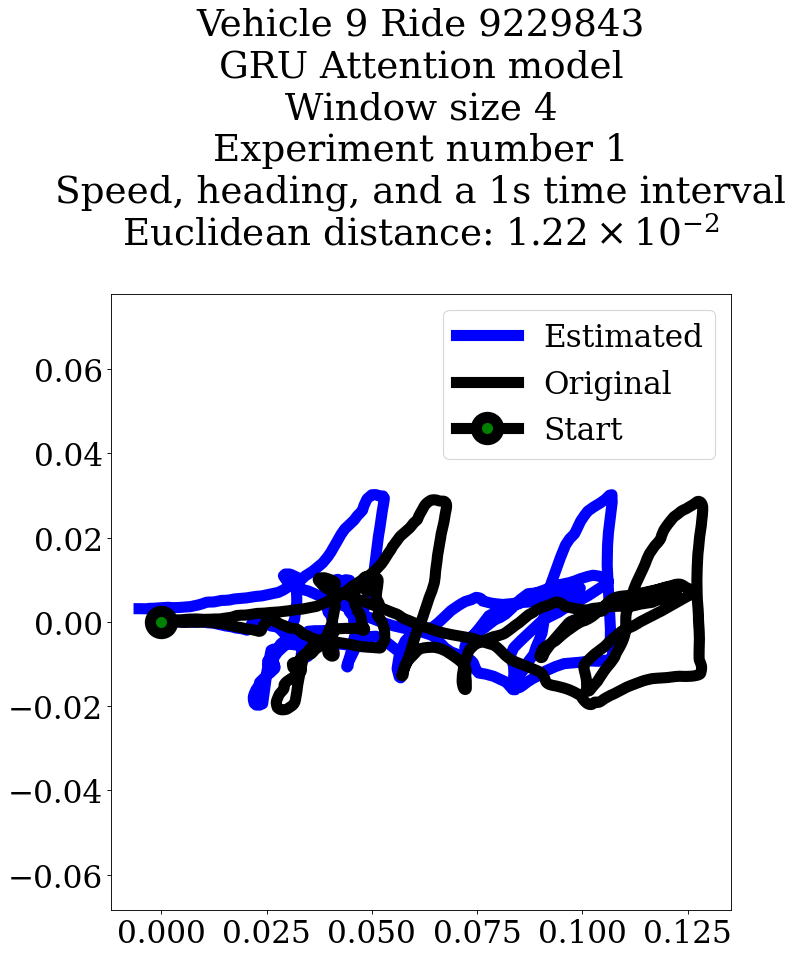 Vehicle 9 Ride 9229843
GRU Attention model
Window size 4
Experiment number 1
Speed, heading, and a 1s time interval
Euclidean distance: 1.22 × 10⁻²
Estimated
Original
Start
0.06
0.04
0.02
0.00
−0.02
−0.04
−0.06
0.000 0.025 0.050 0.075 0.100 0.125